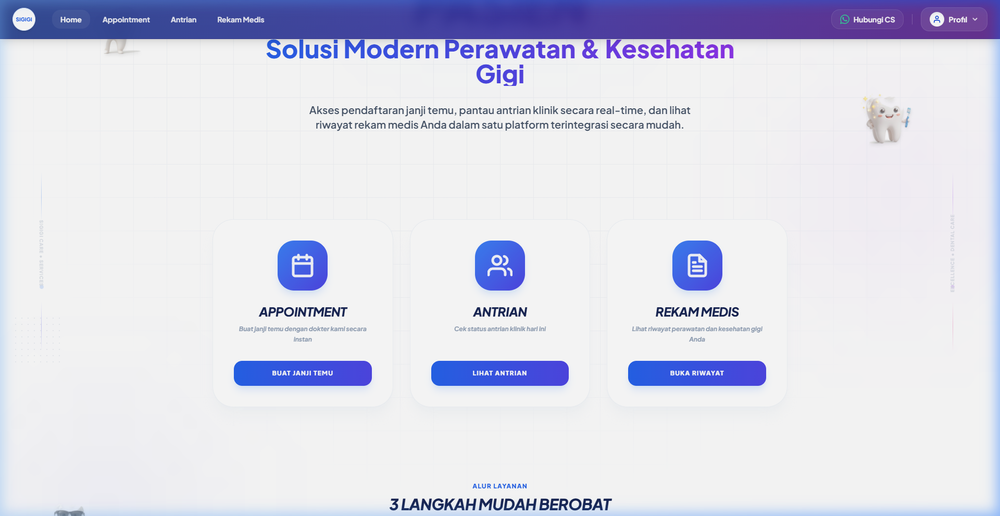 SIGIGI
Home
Appointment
Antrian
Rekam Medis
Hubungi CS
Profil
Solusi Modern Perawatan & Kesehatan
Gigi
Akses pendaftaran janji temu, pantau antrian klinik secara real-time, dan lihat
riwayat rekam medis Anda dalam satu platform terintegrasi secara mudah.
SIGIGI CARE • SERVICES
EXCELLENCE • DENTAL CARE
APPOINTMENT
Buat janji temu dengan dokter kami secara
instan
BUAT JANJI TEMU
ANTRIAN
Cek status antrian klinik hari ini
LIHAT ANTRIAN
REKAM MEDIS
Lihat riwayat perawatan dan kesehatan gigi
Anda
BUKA RIWAYAT
ALUR LAYANAN
3 LANGKAH MUDAH BEROBAT